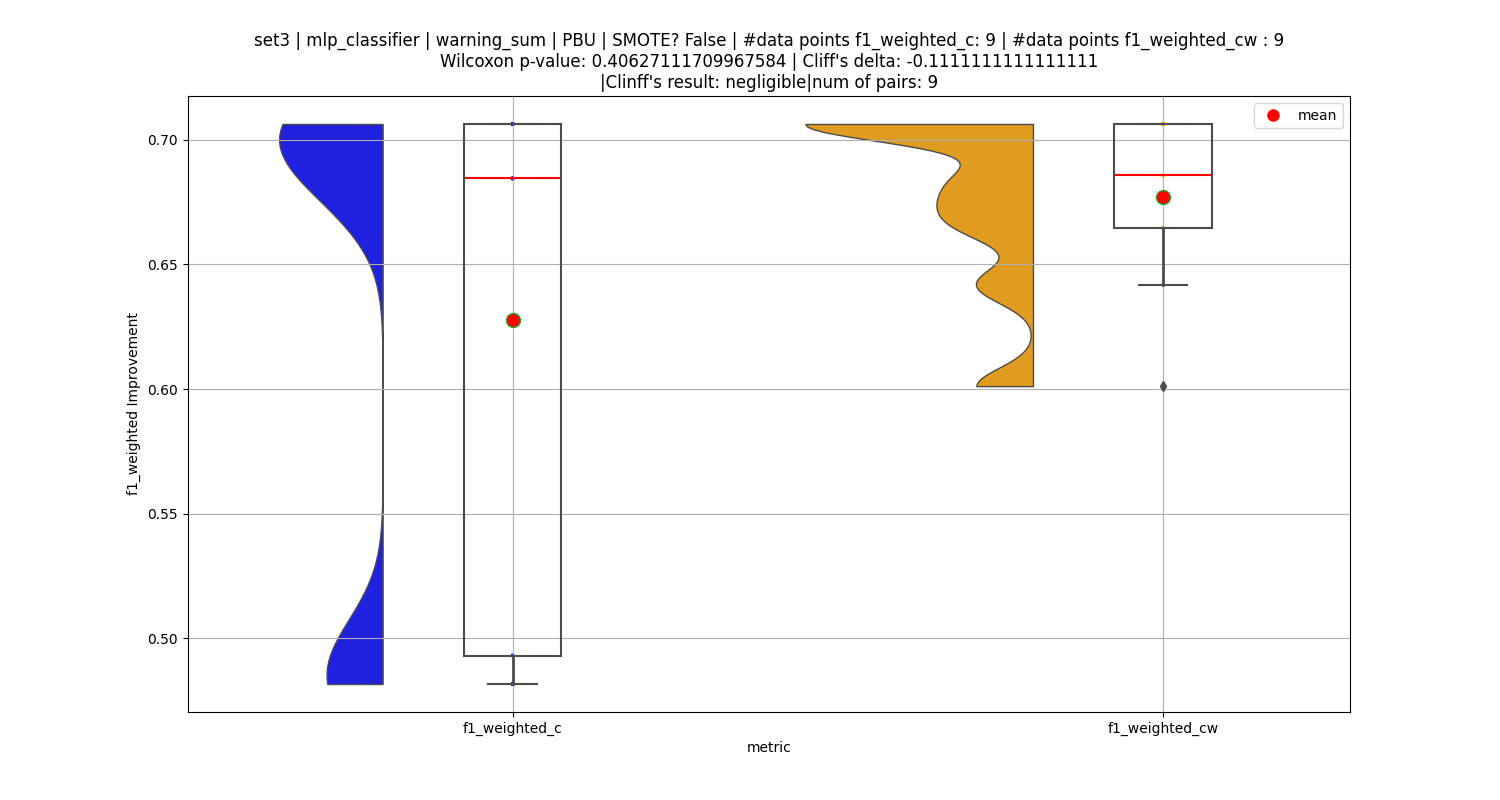 set3 | mlp_classifier | warning_sum | PBU | SMOTE? False | #data points f1_weighted_c: 9 | #data points f1_weighted_cw : 9
Wilcoxon p-value: 0.40627111709967584 | Cliff's delta: -0.1111111111111111
|Clinff's result: negligible|num of pairs: 9
mean
0.70
0.65
0.60
0.55
0.50
f1_weighted Improvement
f1_weighted_c
f1_weighted_cw
metric